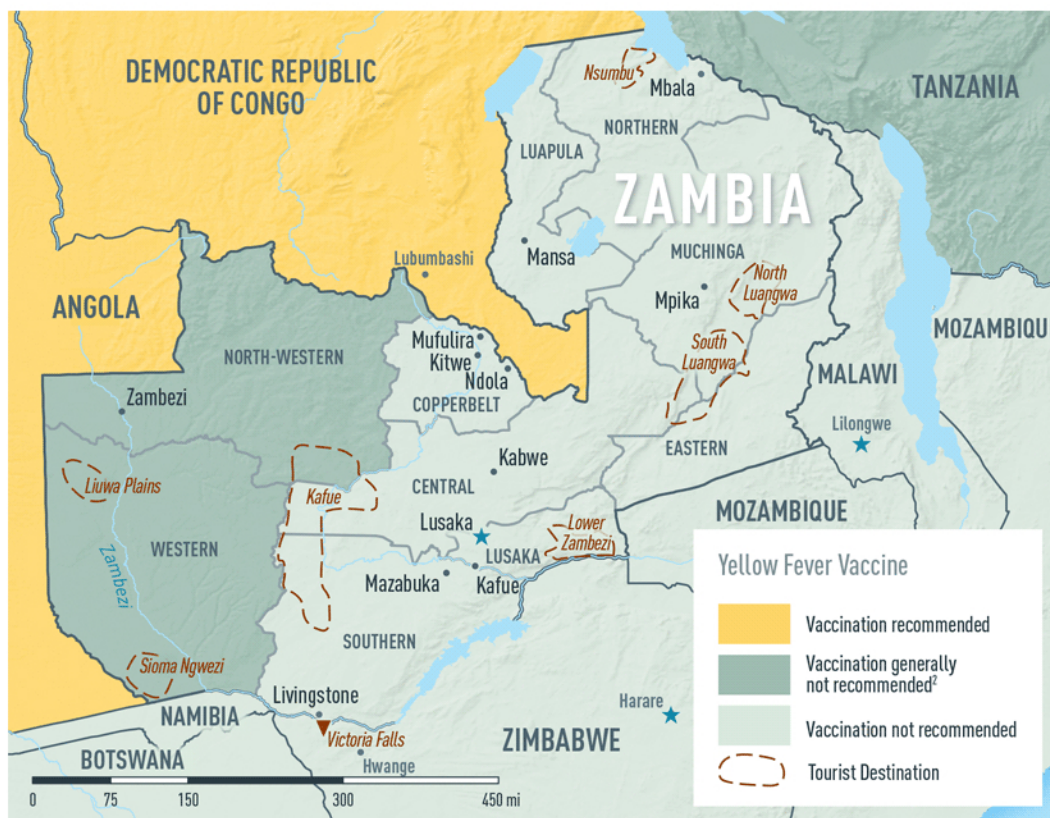 DEMOCRATIC REPUBLIC
OF CONGO
TANZANIA
Nsumbu
Mbala
NORTHERN
LUAPULA
ZAMBIA
Mansa
MUCHINGA
Lubumbashi
North
Luangwa
Mpika
ANGOLA
MOZAMBIQU
NORTH-WESTERN
Mufulira
Kitwe
Ndola
South
Luangwa
MALAWI
Zambezi
COPPERBELT
Lilongwe
EASTERN
Kabwe
Liuwa Plains
Kafue
CENTRAL
MOZAMBIQUE
Lusaka
Lower
Zambezi
WESTERN
LUSAKA
Zambezi
Mazabuka
Kafue
SOUTHERN
Sioma Ngwezi
Livingstone
Harare
NAMIBIA
Victoria Falls
ZIMBABWE
BOTSWANA
Hwange
0 75 150 300 450 mi
Yellow Fever Vaccine
Vaccination recommended
Vaccination generally
not recommended²
Vaccination not recommended
Tourist Destination